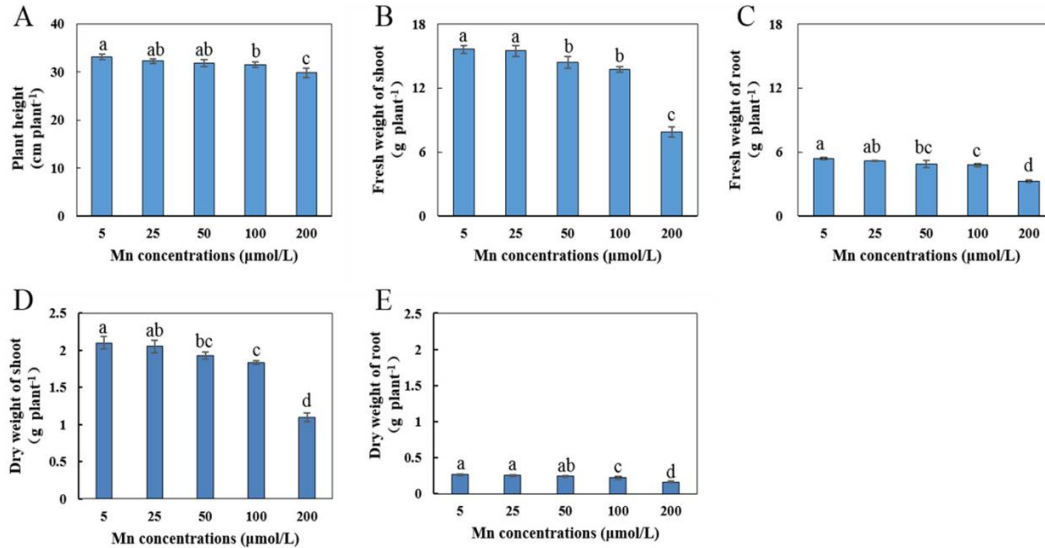 A
40
30
20
10
0
Plant height
(cm plant-1)
a
ab
ab
b
c
5 25 50 100 200
Mn concentrations (μmol/L)
B
18
12
6
0
Fresh weight of shoot
(g plant-1)
a
a
b
b
c
5 25 50 100 200
Mn concentrations (μmol/L)
C
18
12
6
0
Fresh weight of root
(g plant-1)
a
ab
bc
c
d
5 25 50 100 200
Mn concentrations (μmol/L)
D
2.5
2
1.5
1
0.5
0
Dry weight of shoot
(g plant-1)
a
ab
bc
c
d
5 25 50 100 200
Mn concentrations (μmol/L)
E
2.5
2
1.5
1
0.5
0
Dry weight of root
(g plant-1)
a
a
ab
c
d
5 25 50 100 200
Mn concentrations (μmol/L)